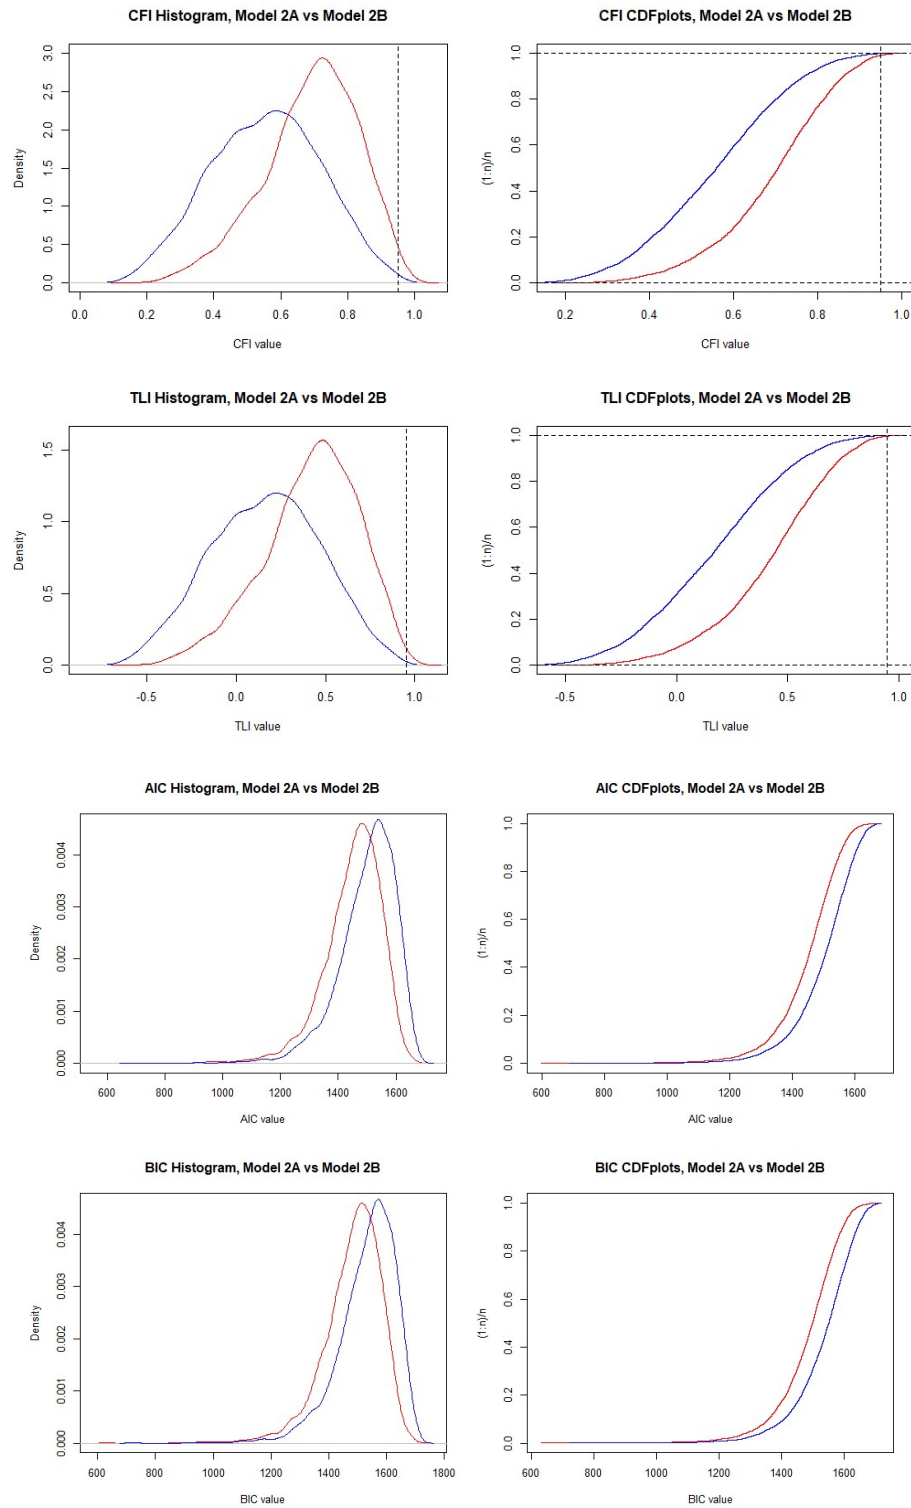 CFI Histogram, Model 2A vs Model 2B
Density
0.0 0.5 1.0 1.5 2.0 2.5 3.0
0.0 0.2 0.4 0.6 0.8 1.0
CFI value
CFI CDFplots, Model 2A vs Model 2B
(1:n)/n
0.0 0.2 0.4 0.6 0.8 1.0
0.2 0.4 0.6 0.8 1.0
CFI value
TLI Histogram, Model 2A vs Model 2B
Density
0.0 0.5 1.0 1.5
-0.5 0.0 0.5 1.0
TLI value
TLI CDFplots, Model 2A vs Model 2B
(1:n)/n
0.0 0.2 0.4 0.6 0.8 1.0
-0.5 0.0 0.5 1.0
TLI value
AIC Histogram, Model 2A vs Model 2B
Density
0.000 0.001 0.002 0.003 0.004
600 800 1000 1200 1400 1600
AIC value
AIC CDFplots, Model 2A vs Model 2B
(1:n)/n
0.0 0.2 0.4 0.6 0.8 1.0
600 800 1000 1200 1400 1600
AIC value
BIC Histogram, Model 2A vs Model 2B
Density
0.000 0.001 0.002 0.003 0.004
600 800 1000 1200 1400 1600 1800
BIC value
BIC CDFplots, Model 2A vs Model 2B
(1:n)/n
0.0 0.2 0.4 0.6 0.8 1.0
600 800 1000 1200 1400 1600
BIC value